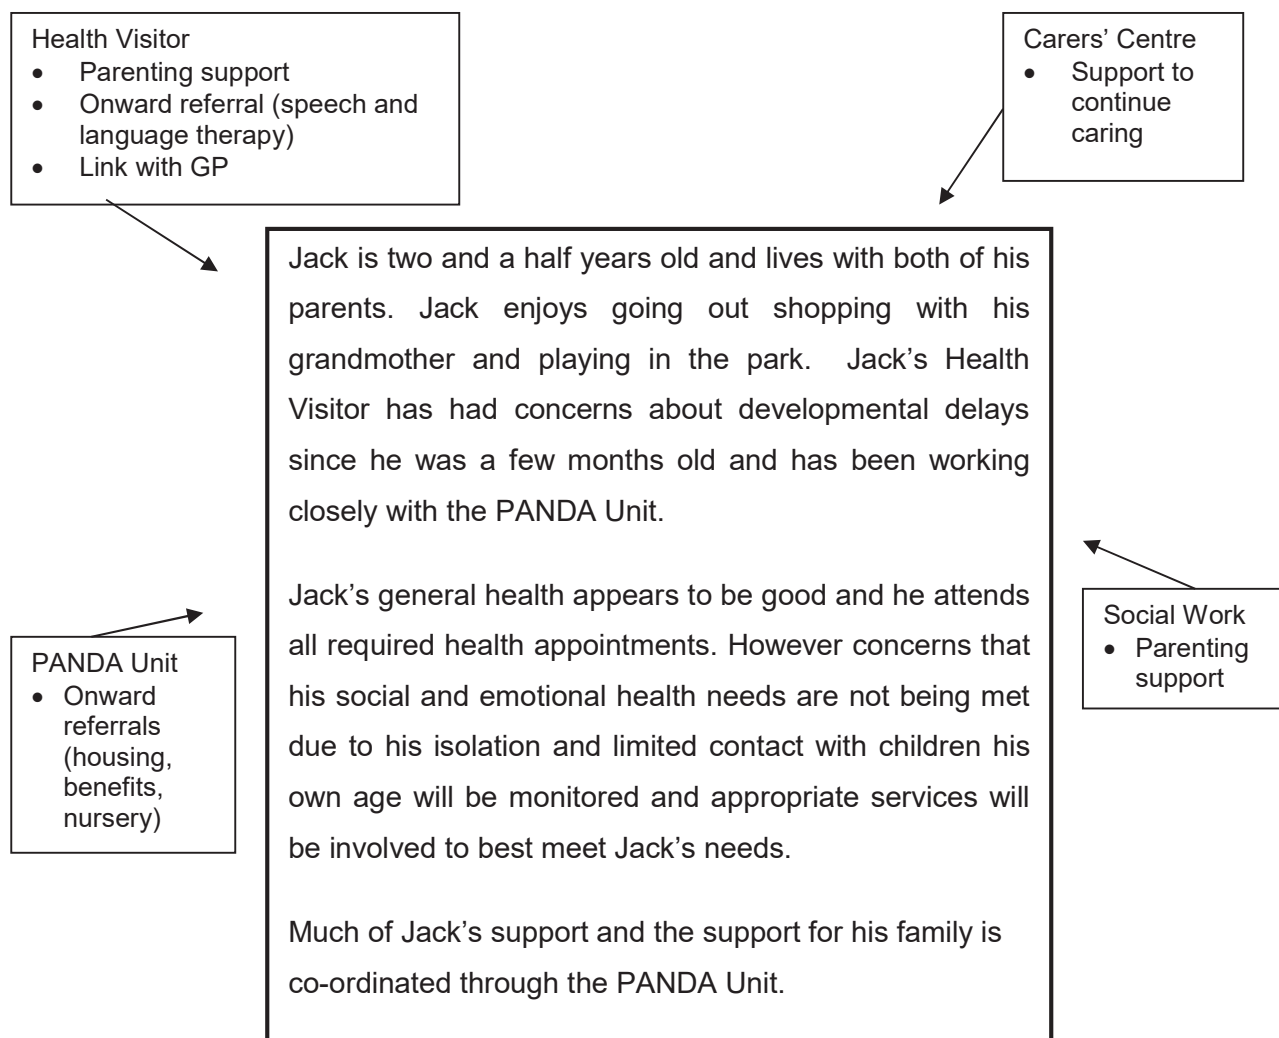 Health Visitor
• Parenting support
• Onward referral (speech and
language therapy)
• Link with GP
Carers’ Centre
• Support to
continue
caring
Jack is two and a half years old and lives with both of his
parents. Jack enjoys going out shopping with his
grandmother and playing in the park. Jack’s Health
Visitor has had concerns about developmental delays
since he was a few months old and has been working
closely with the PANDA Unit.
Jack’s general health appears to be good and he attends
all required health appointments. However concerns that
his social and emotional health needs are not being met
due to his isolation and limited contact with children his
own age will be monitored and appropriate services will
be involved to best meet Jack’s needs.
Much of Jack’s support and the support for his family is
co-ordinated through the PANDA Unit.
PANDA Unit
• Onward
referrals
(housing,
benefits,
nursery)
Social Work
• Parenting
support